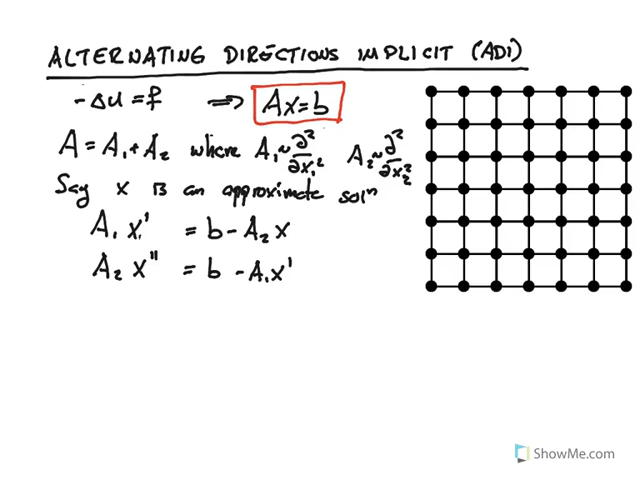 ALTERNATING DIRECTIONS IMPLICIT (ADI)
-Δu = f ⟹ Ax=b
A = A₁ + A₂ where A₁ ~ ∂²/∂x₁² A₂ ~ ∂²/∂x₂²
Say x is an approximate sol'n
A₁ x' = b - A₂ x
A₂ x'' = b - A₁ x'
ShowMe.com